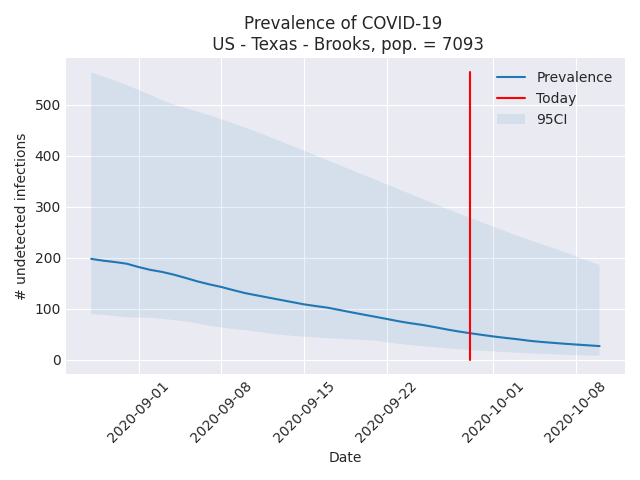 Prevalence of COVID-19
US - Texas - Brooks, pop. = 7093
Prevalence
Today
95CI
# undetected infections
500
400
300
200
100
0
2020-09-01
2020-09-08
2020-09-15
2020-09-22
2020-10-01
2020-10-08
Date